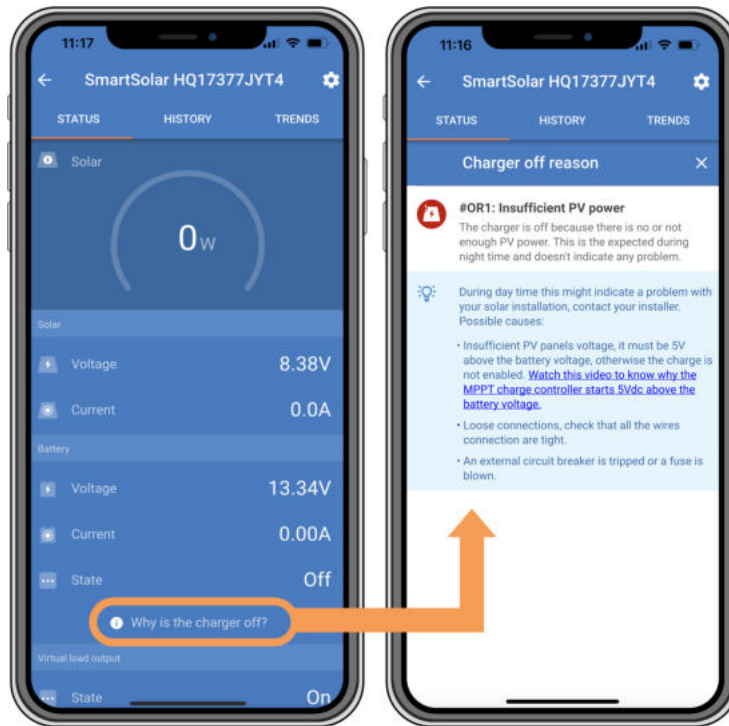 11:17
SmartSolar HQ17377JYT4
STATUS
HISTORY
TRENDS
Solar
0W
Solar
Voltage
8.38V
Current
0.0A
Battery
Voltage
13.34V
Current
0.00A
State
Off
Why is the charger off?
Virtual load output
State
On
11:16
SmartSolar HQ17377JYT4
STATUS
HISTORY
TRENDS
Charger off reason
#OR1: Insufficient PV power
The charger is off because there is no or not
enough PV power. This is the expected during
night time and doesn't indicate any problem.
During day time this might indicate a problem with
your solar installation, contact your installer.
Possible causes:
• Insufficient PV panels voltage, it must be 5V
above the battery voltage, otherwise the charge is
not enabled. Watch this video to know why the
MPPT charge controller starts 5Vdc above the
battery voltage.
• Loose connections, check that all the wires
connection are tight.
• An external circuit breaker is tripped or a fuse is
blown.